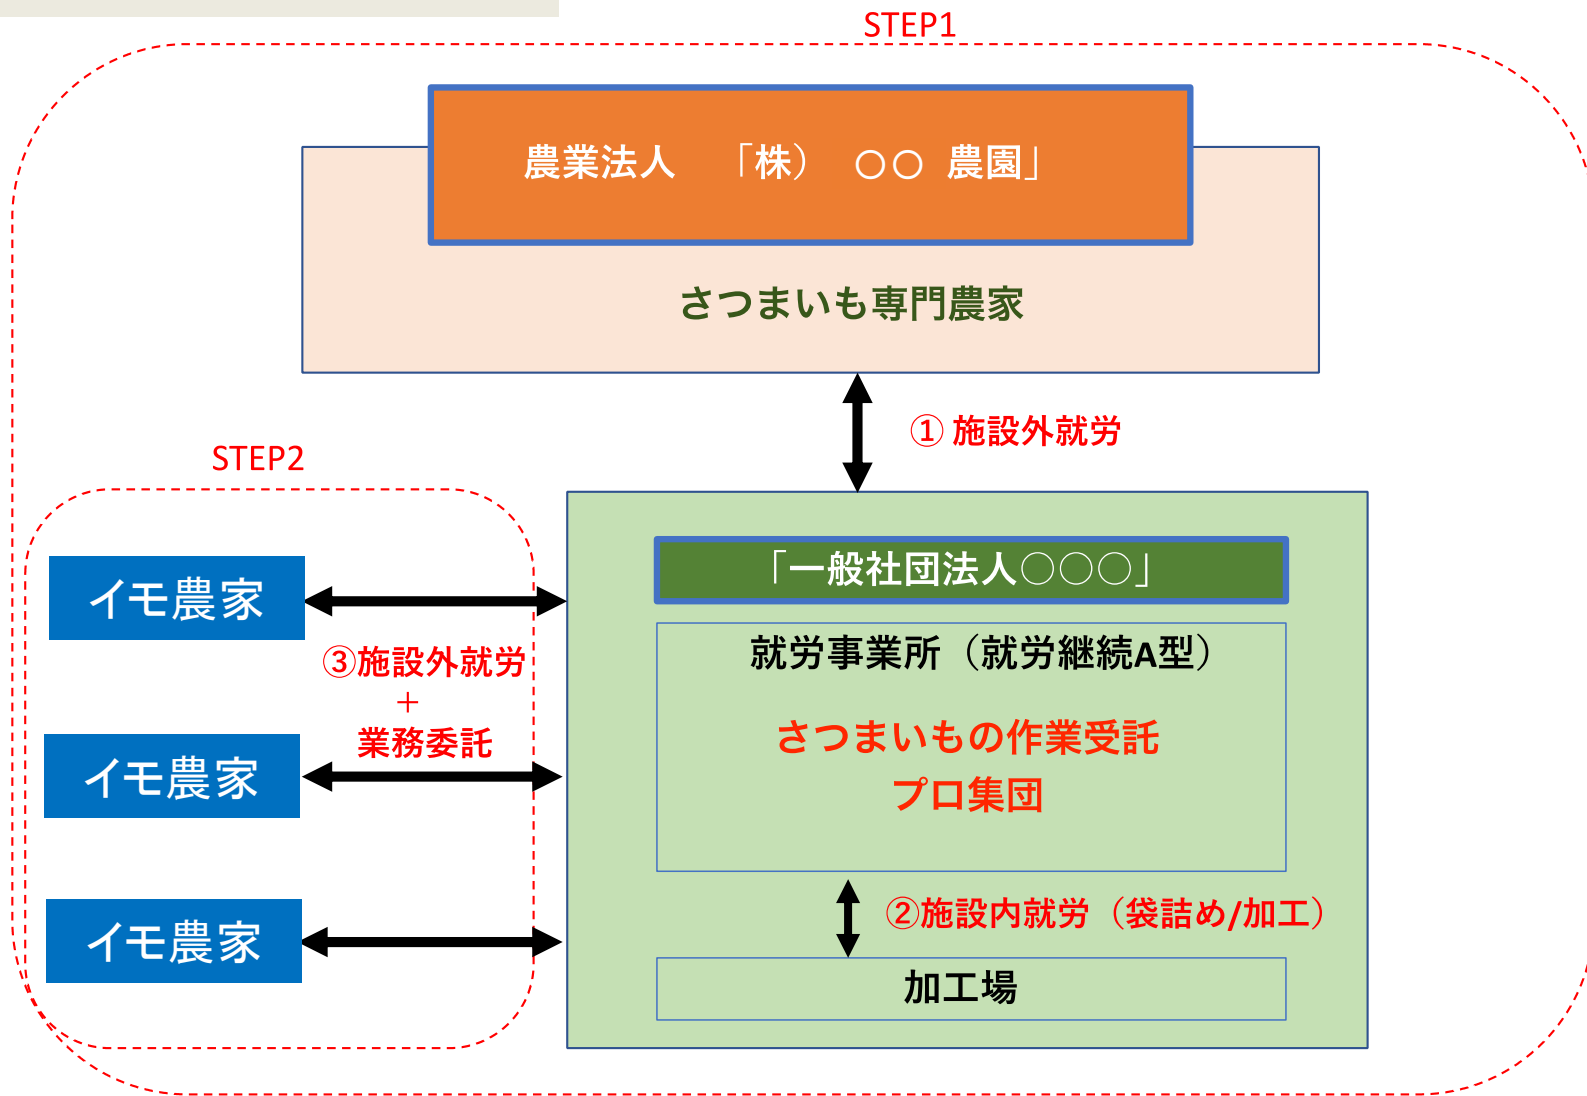 STEP1
農業法人 「株） ○○ 農園」
さつまいも専門農家
① 施設外就労
STEP2
「一般社団法人○○○」
イモ農家
就労事業所（就労継続A型）
③施設外就労
＋
業務委託
さつまいもの作業受託
プロ集団
イモ農家
②施設内就労（袋詰め/加工）
イモ農家
加工場